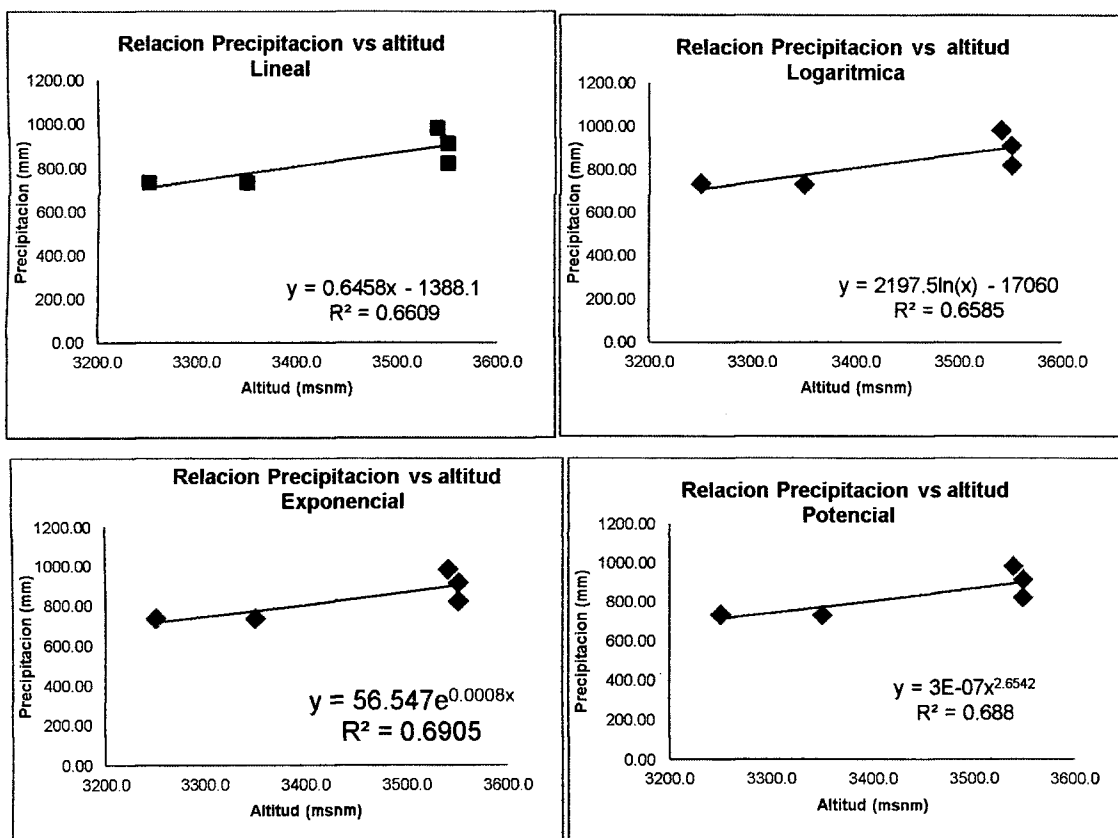 Relacion Precipitacion vs altitud
Lineal
1200.00
1000.00
800.00
600.00
400.00
200.00
0.00
Precipitacion (mm)
y = 0.6458x - 1388.1
R² = 0.6609
3200.0 3300.0 3400.0 3500.0 3600.0
Altitud (msnm)
Relacion Precipitacion vs altitud
Logaritmica
1200.00
1000.00
800.00
600.00
400.00
200.00
0.00
Precipitacion (mm)
y = 2197.5ln(x) - 17060
R² = 0.6585
3200.0 3300.0 3400.0 3500.0 3600.0
Altitud (msnm)
Relacion Precipitacion vs altitud
Exponencial
1200.00
1000.00
800.00
600.00
400.00
200.00
0.00
Precipitacion (mm)
y = 56.547e^0.0008x
R² = 0.6905
3200.0 3300.0 3400.0 3500.0 3600.0
Altitud (msnm)
Relacion Precipitacion vs altitud
Potencial
1200.00
1000.00
800.00
600.00
400.00
200.00
0.00
Precipitacion (mm)
y = 3E-07x^2.6542
R² = 0.688
3200.0 3300.0 3400.0 3500.0 3600.0
Altitud (msnm)